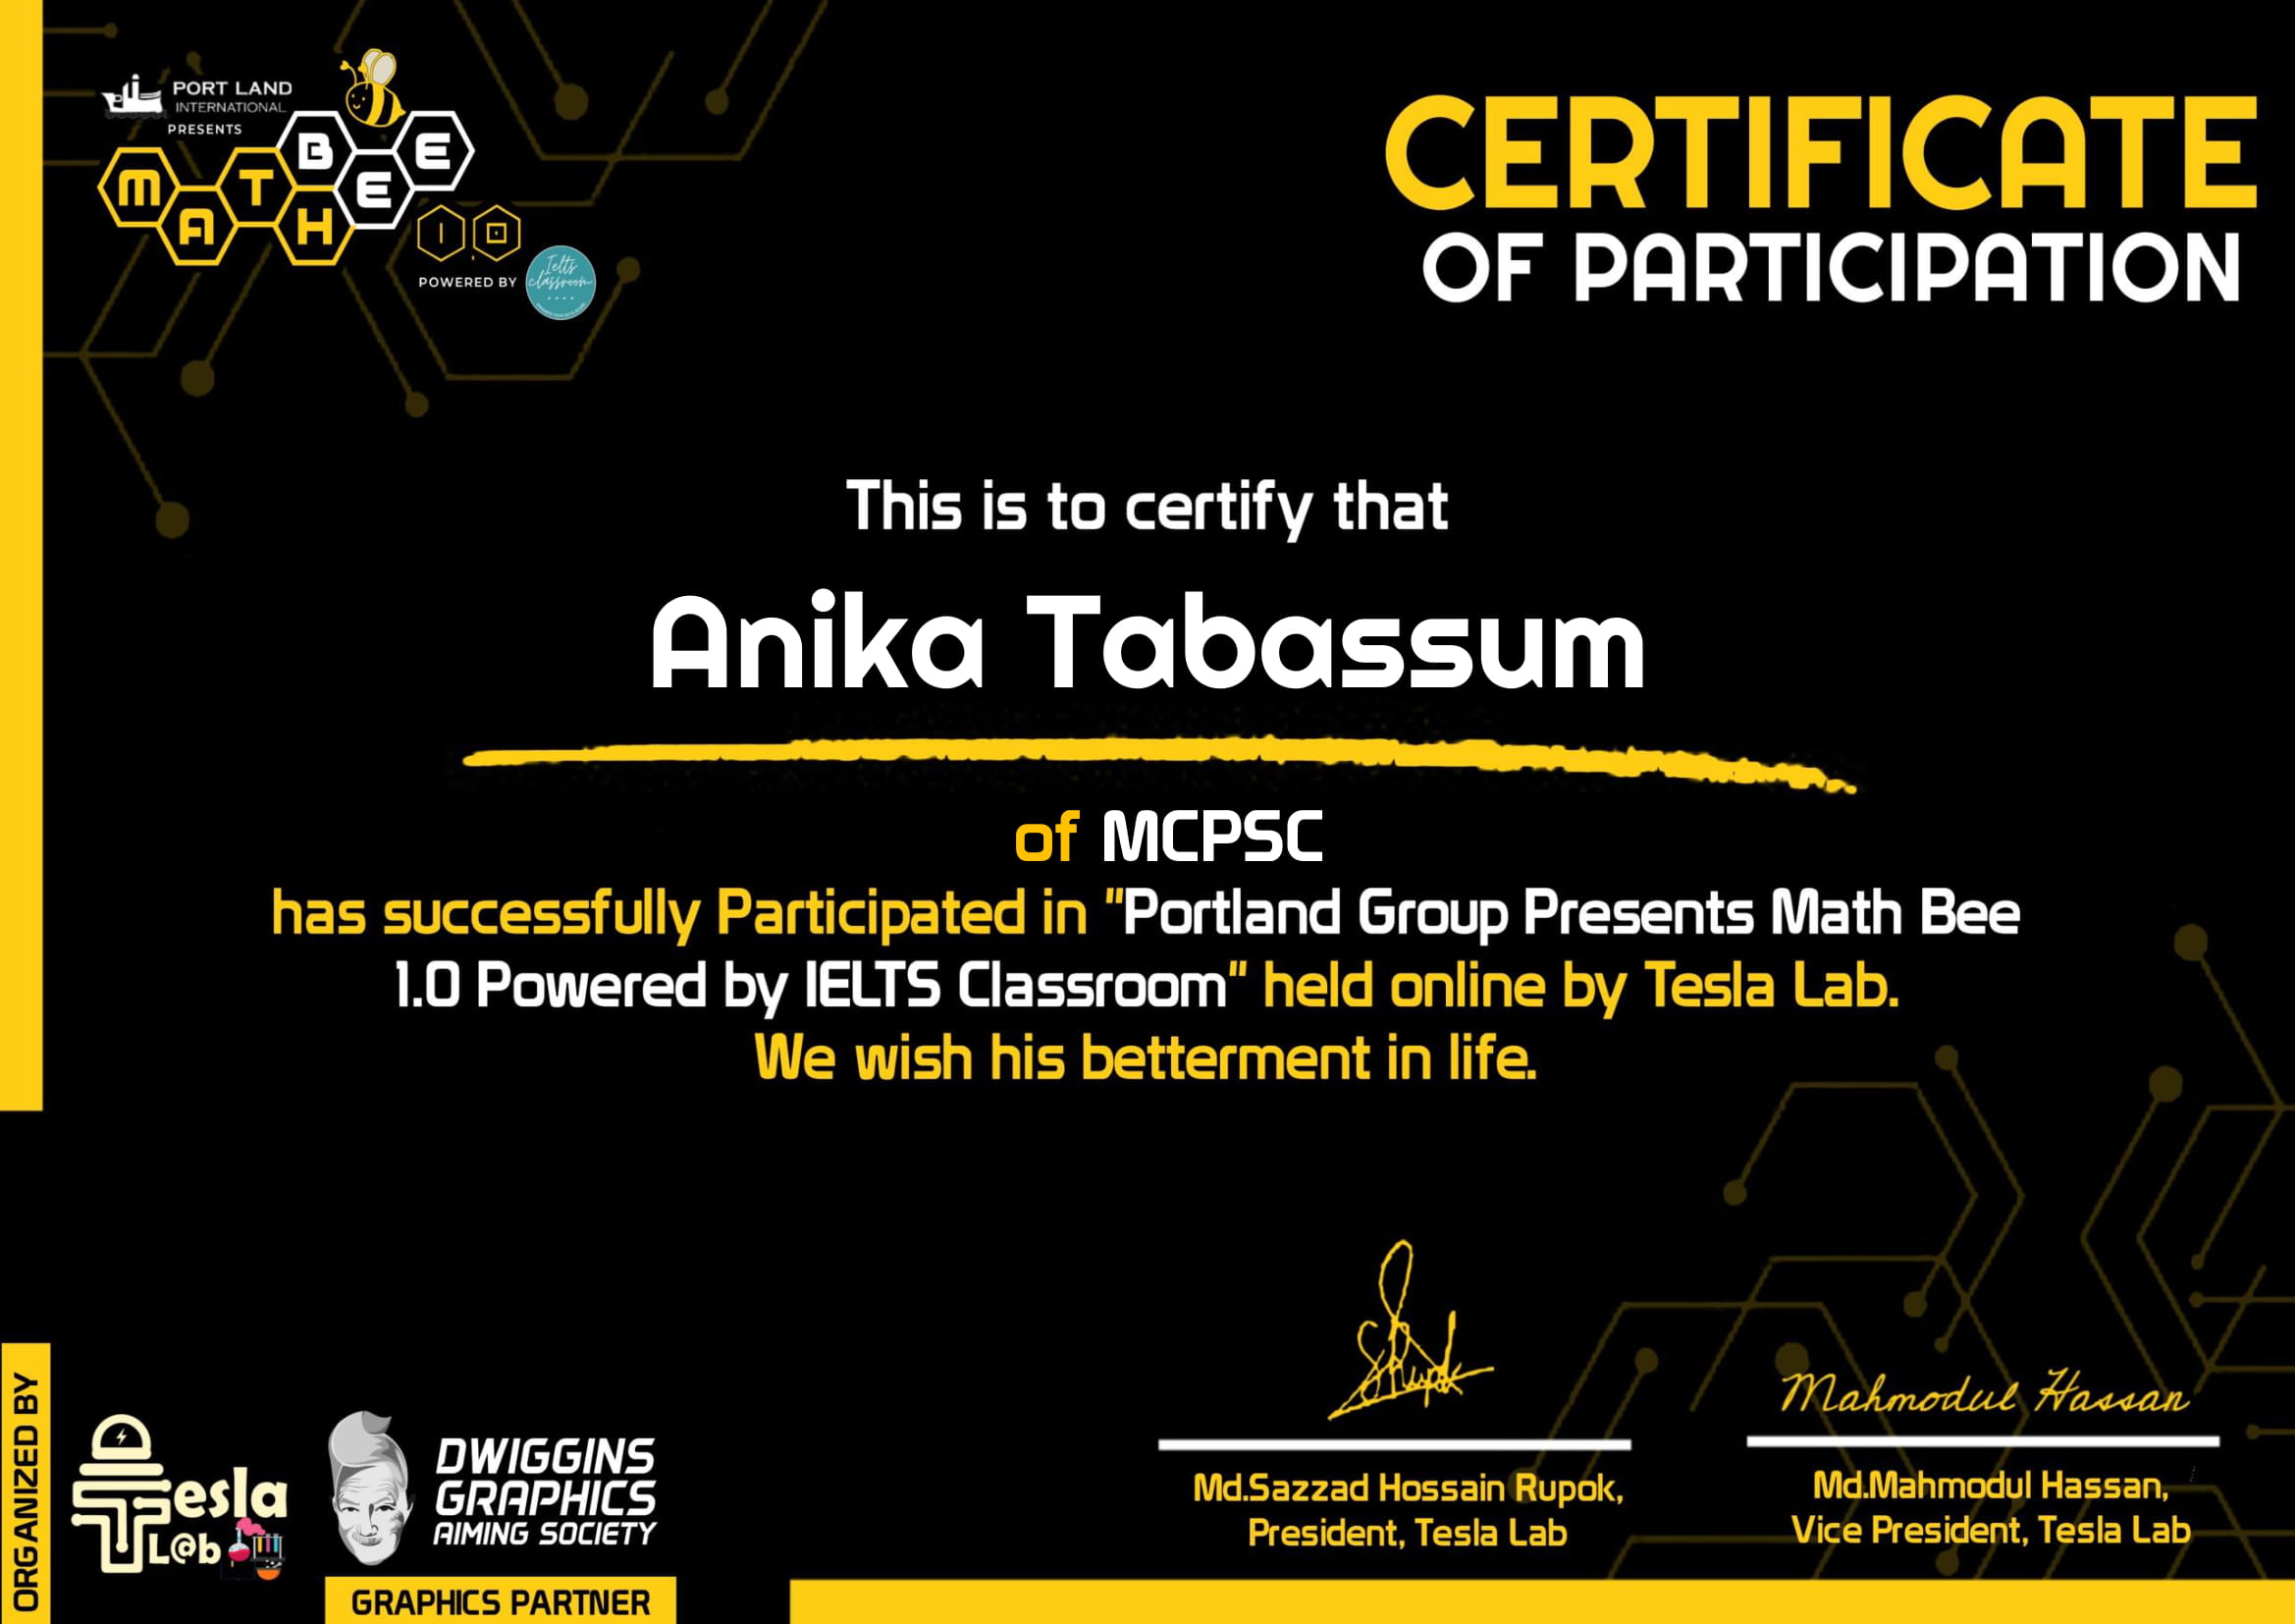 PORT LAND
INTERNATIONAL
PRESENTS
MATH BEE
1.0
POWERED BY
Ielts
classroom
CERTIFICATE
OF PARTICIPATION
This is to certify that
Anika Tabassum
of MCPSC
has successfully Participated in "Portland Group Presents Math Bee
1.0 Powered by IELTS Classroom" held online by Tesla Lab.
We wish his betterment in life.
Mahmodul Hassan
Md.Sazzad Hossain Rupok,
President, Tesla Lab
Md.Mahmodul Hassan,
Vice President, Tesla Lab
ORGANIZED BY
Tesla
L@b
DWIGGINS
GRAPHICS
AIMING SOCIETY
GRAPHICS PARTNER